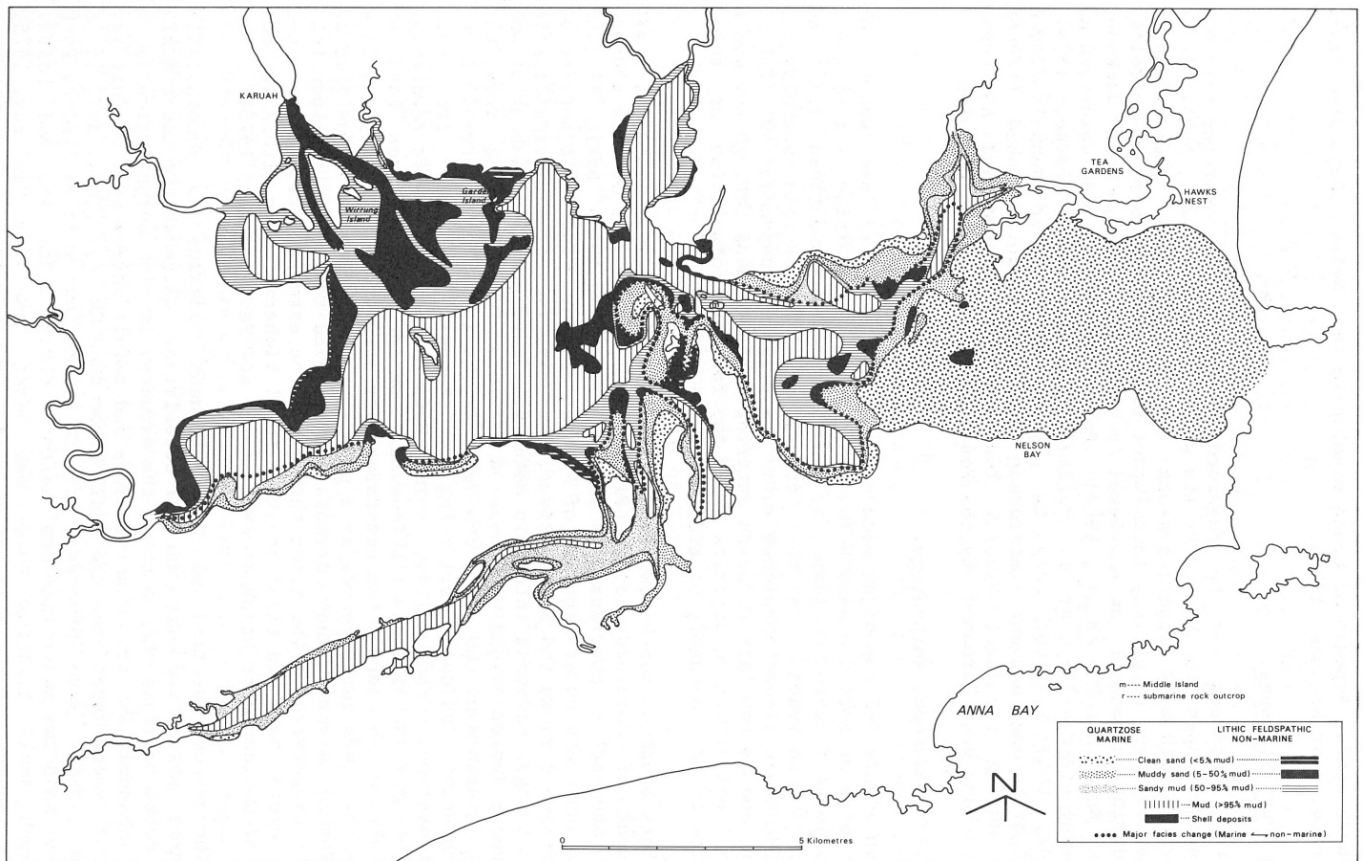 KARUAH
TEA
GARDENS
HAWKS
NEST
Garden
Island
Wirrung
Island
NELSON
BAY
m---- Middle Island
r ---- submarine rock outcrop
ANNA BAY
QUARTZOSE
MARINE
LITHIC FELDSPATHIC
NON-MARINE
Clean sand (<5% mud)
Muddy sand (5-50% mud)
Sandy mud (50-95% mud)
Mud (>95% mud)
Shell deposits
Major facies change (Marine ⟷ non-marine)
N
0 5 Kilometres